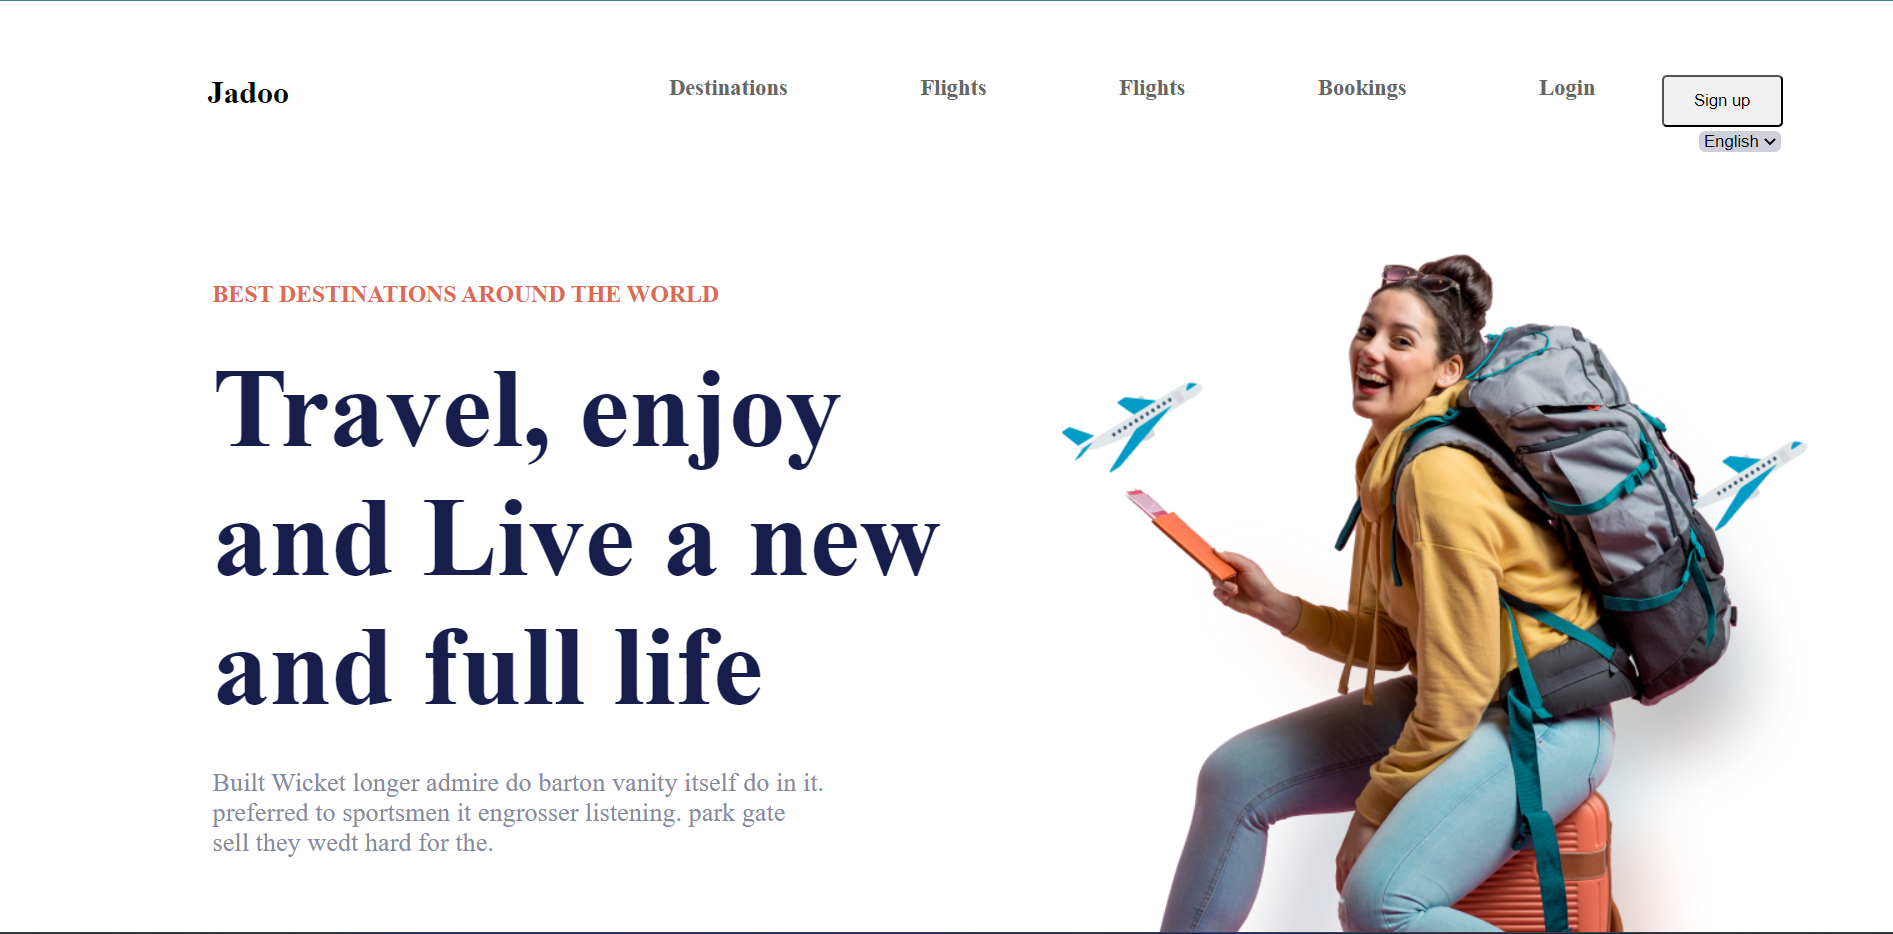 Jadoo
Destinations
Flights
Flights
Bookings
Login
Sign up
English
BEST DESTINATIONS AROUND THE WORLD
Travel, enjoy
and Live a new
and full life
Built Wicket longer admire do barton vanity itself do in it.
preferred to sportsmen it engrosser listening. park gate
sell they wedt hard for the.